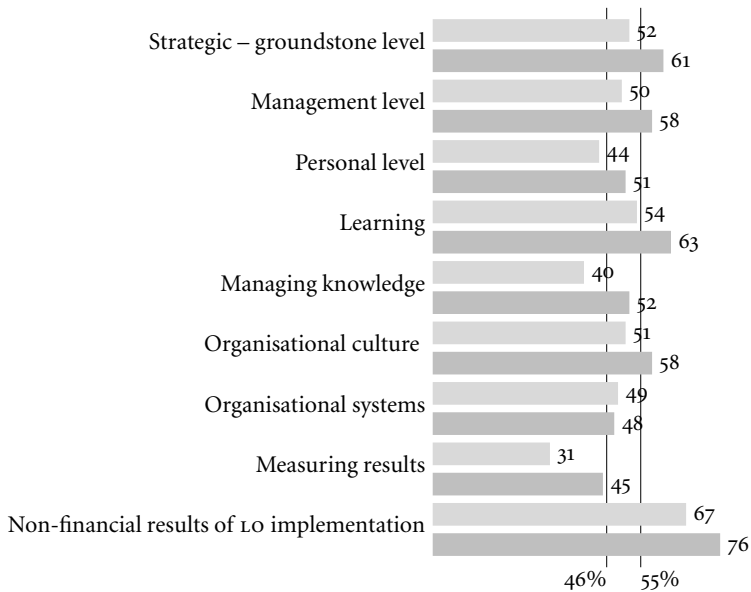 Strategic – groundstone level
52
61
Management level
50
58
Personal level
44
51
Learning
54
63
Managing knowledge
40
52
Organisational culture
51
58
Organisational systems
49
48
Measuring results
31
45
Non-financial results of LO implementation
67
76
46% 55%